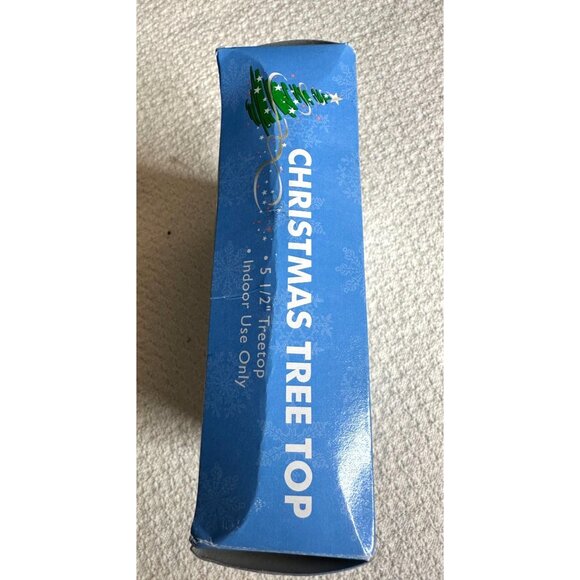 CHRISTMAS TREE TOP
• 5 1/2" Treetop
• Indoor Use Only